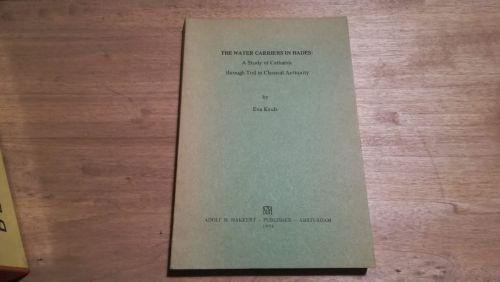 THE WATER CARRIERS IN HADES:
A Study of Catharsis
through Toil in Classical Antiquity
by
Eva Keuls
ADOLF M. HAKKERT – PUBLISHER – AMSTERDAM
1974